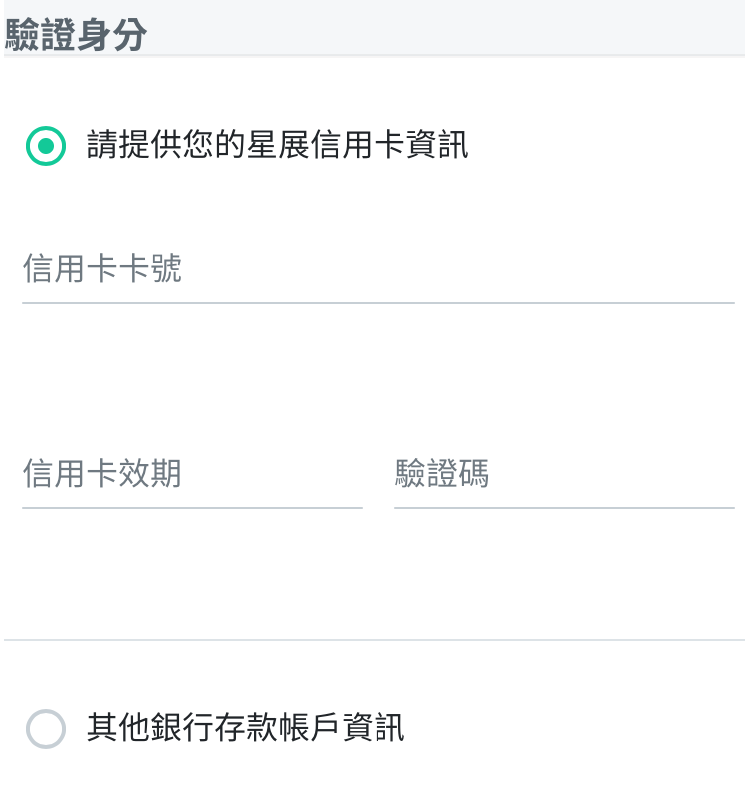 驗證身分
請提供您的星展信用卡資訊
信用卡卡號
信用卡效期
驗證碼
其他銀行存款帳戶資訊